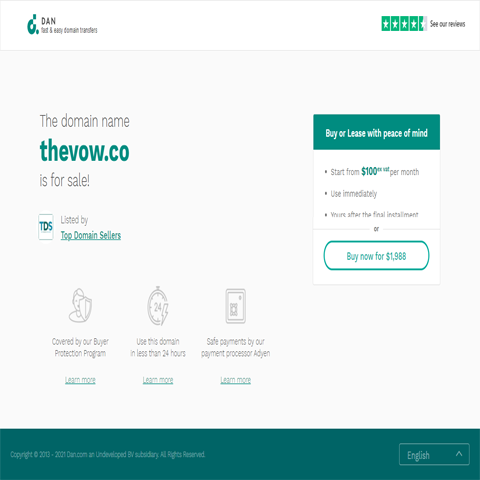 DAN
fast & easy domain transfers
See our reviews
The domain name
thevow.co
is for sale!
TDS
Listed by
Top Domain Sellers
Buy or Lease with peace of mind
Start from $100 ex vat per month
Use immediately
Yours after the final installment
or
Buy now for $1,988
24
Covered by our Buyer
Protection Program
Learn more
Use this domain
in less than 24 hours
Learn more
Safe payments by our
payment processor Adyen
Learn more
Copyright © 2013 - 2021 Dan.com an Undeveloped BV subsidiary. All Rights Reserved.
English